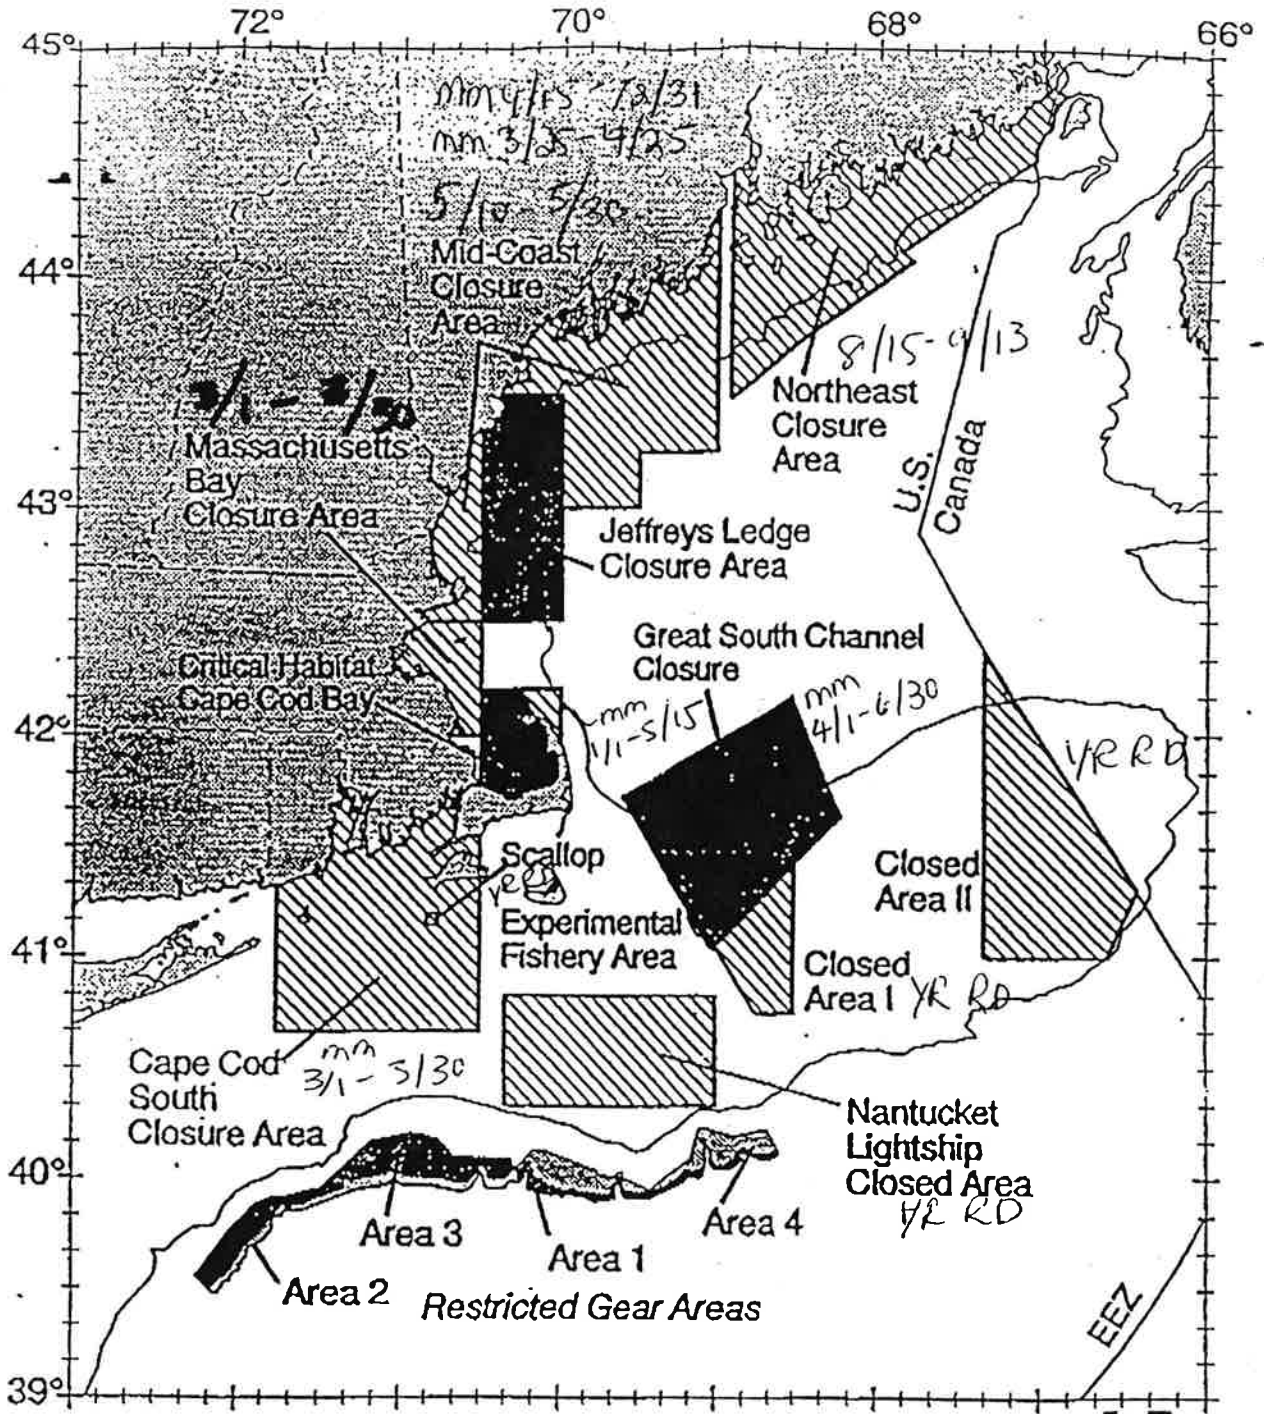 72° 70° 68° 66°
45°
mm 3/25 - 4/25
5/10 - 5/30
Mid-Coast
Closure
Area
44°
8/15 - 9/13
Northeast
Closure
Area
Massachusetts
Bay
Closure Area
U.S.
Canada
43°
Jeffreys Ledge
Closure Area
Great South Channel
Closure
Critical Habitat
Cape Cod Bay
mm
1/1-5/15
mm
4/1-6/30
42°
YR RD
Scallop
YR RD
Experimental
Fishery Area
Closed
Area II
41°
Closed
Area I YR RD
Cape Cod
South
Closure Area
mm
3/1 - 5/30
Nantucket
Lightship
Closed Area
YR RD
40°
Area 3
Area 1
Area 4
Area 2
Restricted Gear Areas
EEZ
39°